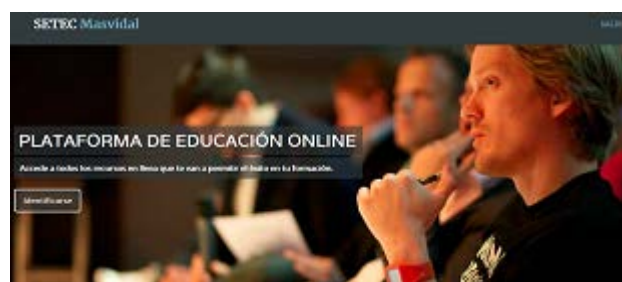 SETEC Masvidal
PLATAFORMA DE EDUCACIÓN ONLINE
Accede a todos los recursos en línea que te van a permitir el éxito en tu formación.
Identificarse